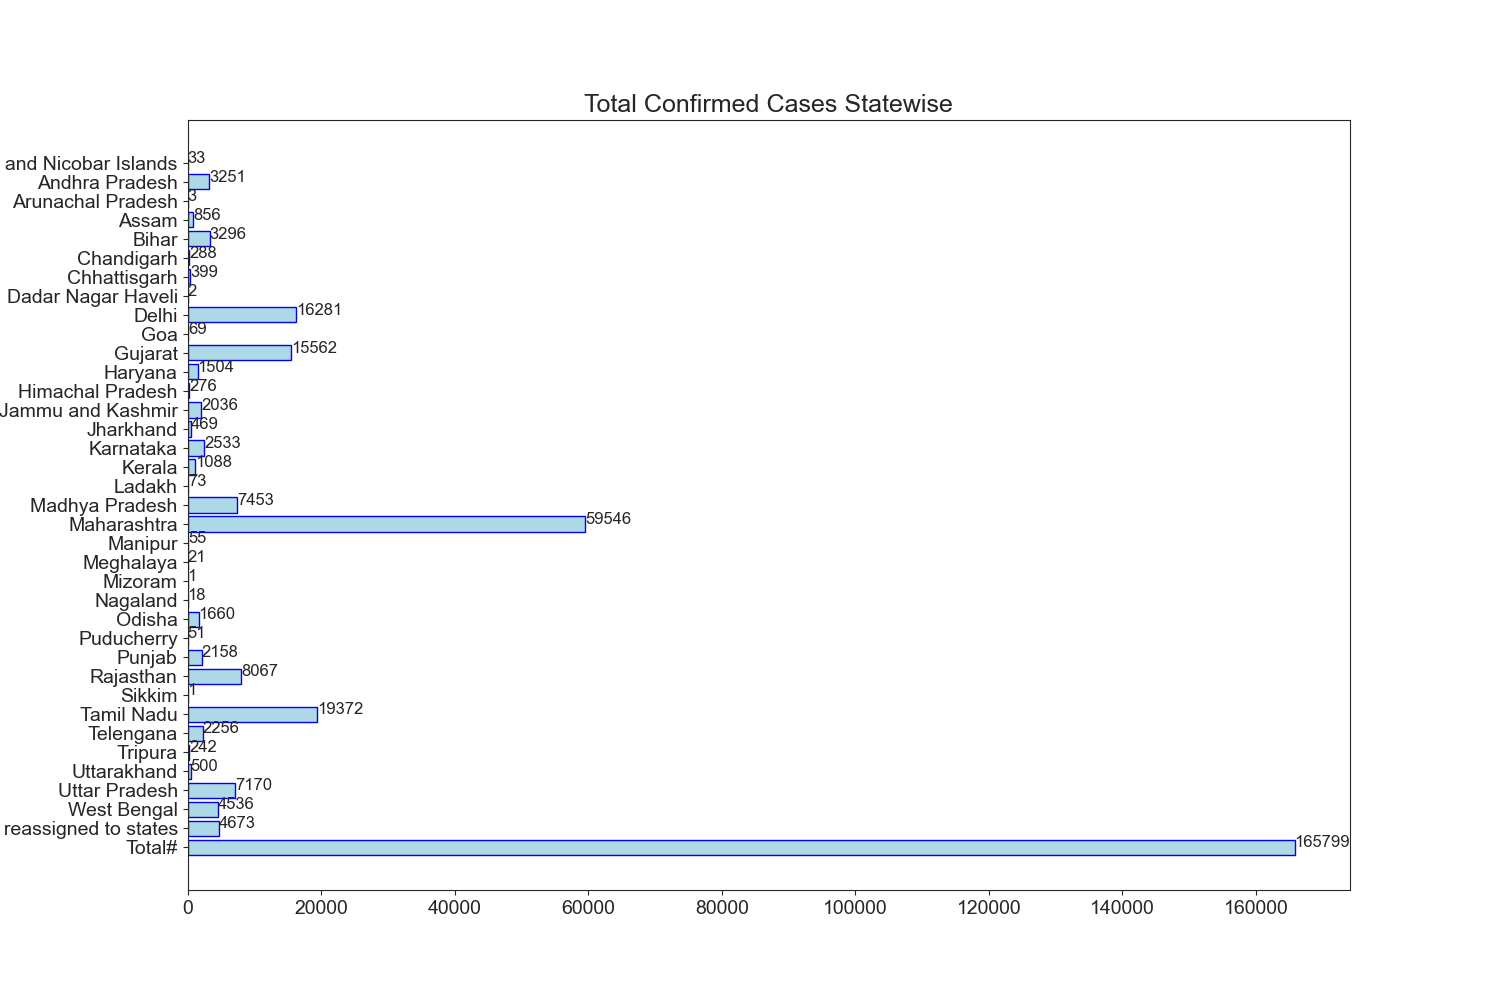 Total Confirmed Cases Statewise
and Nicobar Islands 33
Andhra Pradesh 3251
Arunachal Pradesh 3
Assam 856
Bihar 3296
Chandigarh 288
Chhattisgarh 399
Dadar Nagar Haveli 2
Delhi 16281
Goa 69
Gujarat 15562
Haryana 1504
Himachal Pradesh 276
Jammu and Kashmir 2036
Jharkhand 469
Karnataka 2533
Kerala 1088
Ladakh 73
Madhya Pradesh 7453
Maharashtra 59546
Manipur 55
Meghalaya 21
Mizoram 1
Nagaland 18
Odisha 1660
Puducherry 51
Punjab 2158
Rajasthan 8067
Sikkim 1
Tamil Nadu 19372
Telengana 2256
Tripura 242
Uttarakhand 500
Uttar Pradesh 7170
West Bengal 4536
reassigned to states 4673
Total# 165799
0 20000 40000 60000 80000 100000 120000 140000 160000